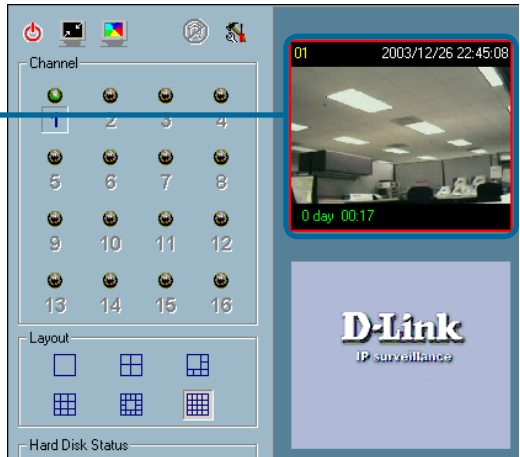 Channel
1 2 3 4
5 6 7 8
9 10 11 12
13 14 15 16
Layout
Hard Disk Status
01 2003/12/26 22:45:08
0 day 00:17
D-Link
IP surveillance